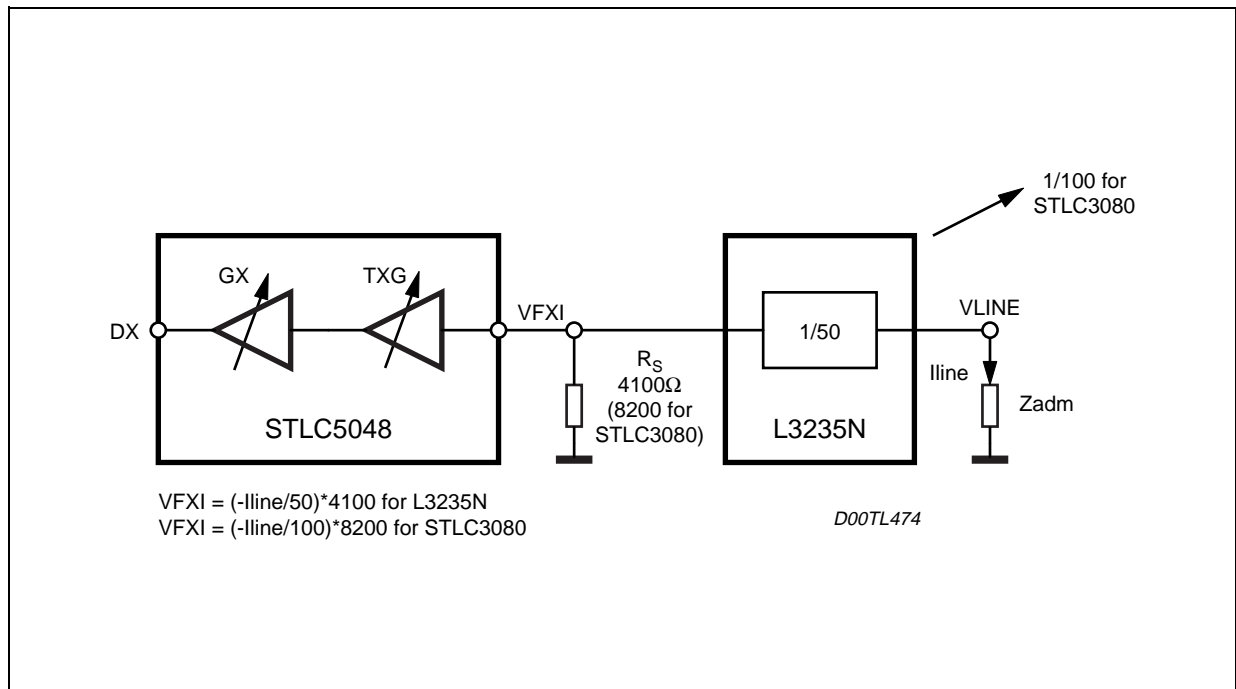 1/100 for
STLC3080
GX
TXG
DX
VFXI
VLINE
1/50
Iline
RS
4100Ω
(8200 for
STLC3080)
Zadm
STLC5048
L3235N
VFXI = (-Iline/50)*4100 for L3235N
VFXI = (-Iline/100)*8200 for STLC3080
D00TL474